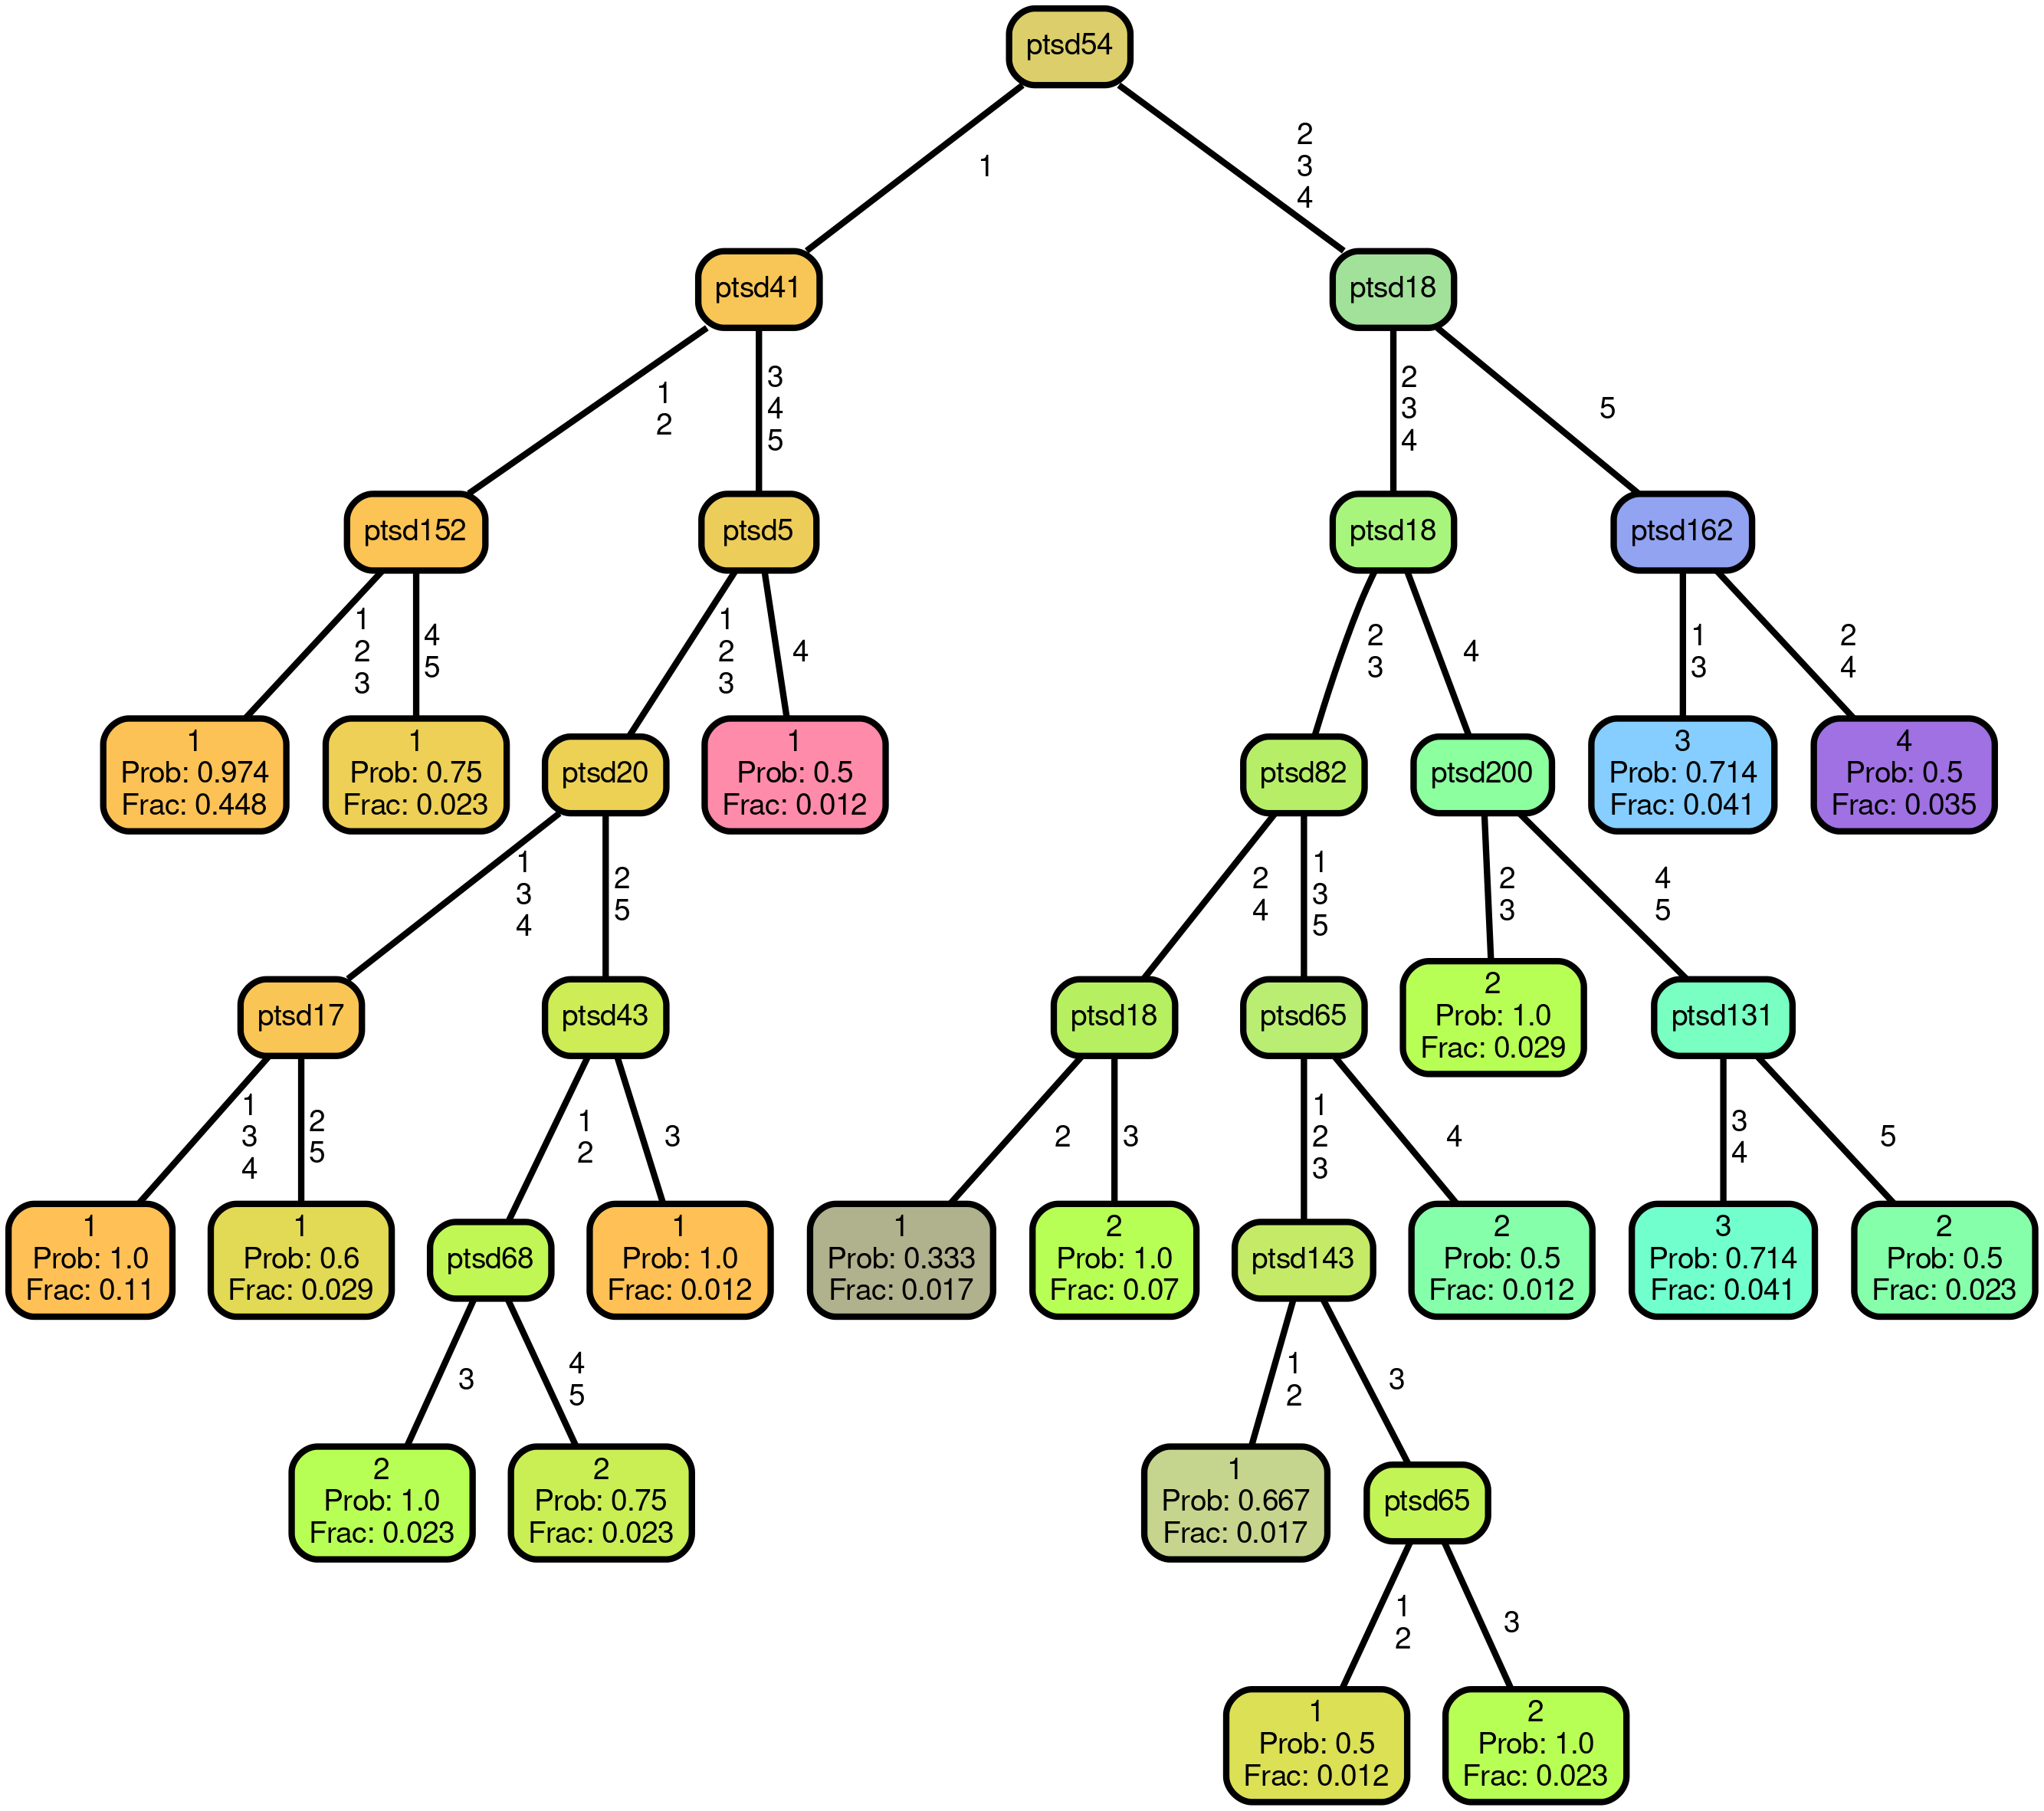 ptsd54
1
2
3
4
ptsd41
ptsd18
1
2
3
4
5
2
3
4
5
ptsd152
ptsd5
ptsd18
ptsd162
1
2
3
4
5
1
2
3
4
2
3
4
1
3
2
4
1
Prob: 0.974
Frac: 0.448
1
Prob: 0.75
Frac: 0.023
ptsd20
1
Prob: 0.5
Frac: 0.012
ptsd82
ptsd200
3
Prob: 0.714
Frac: 0.041
4
Prob: 0.5
Frac: 0.035
1
3
4
2
5
2
4
1
3
5
2
3
4
5
ptsd17
ptsd43
ptsd18
ptsd65
2
Prob: 1.0
Frac: 0.029
ptsd131
1
3
4
2
5
1
2
3
2
3
1
2
3
4
3
4
5
1
Prob: 1.0
Frac: 0.11
1
Prob: 0.6
Frac: 0.029
ptsd68
1
Prob: 1.0
Frac: 0.012
1
Prob: 0.333
Frac: 0.017
2
Prob: 1.0
Frac: 0.07
ptsd143
2
Prob: 0.5
Frac: 0.012
3
Prob: 0.714
Frac: 0.041
2
Prob: 0.5
Frac: 0.023
3
4
5
1
2
3
2
Prob: 1.0
Frac: 0.023
2
Prob: 0.75
Frac: 0.023
1
Prob: 0.667
Frac: 0.017
ptsd65
1
2
3
1
Prob: 0.5
Frac: 0.012
2
Prob: 1.0
Frac: 0.023